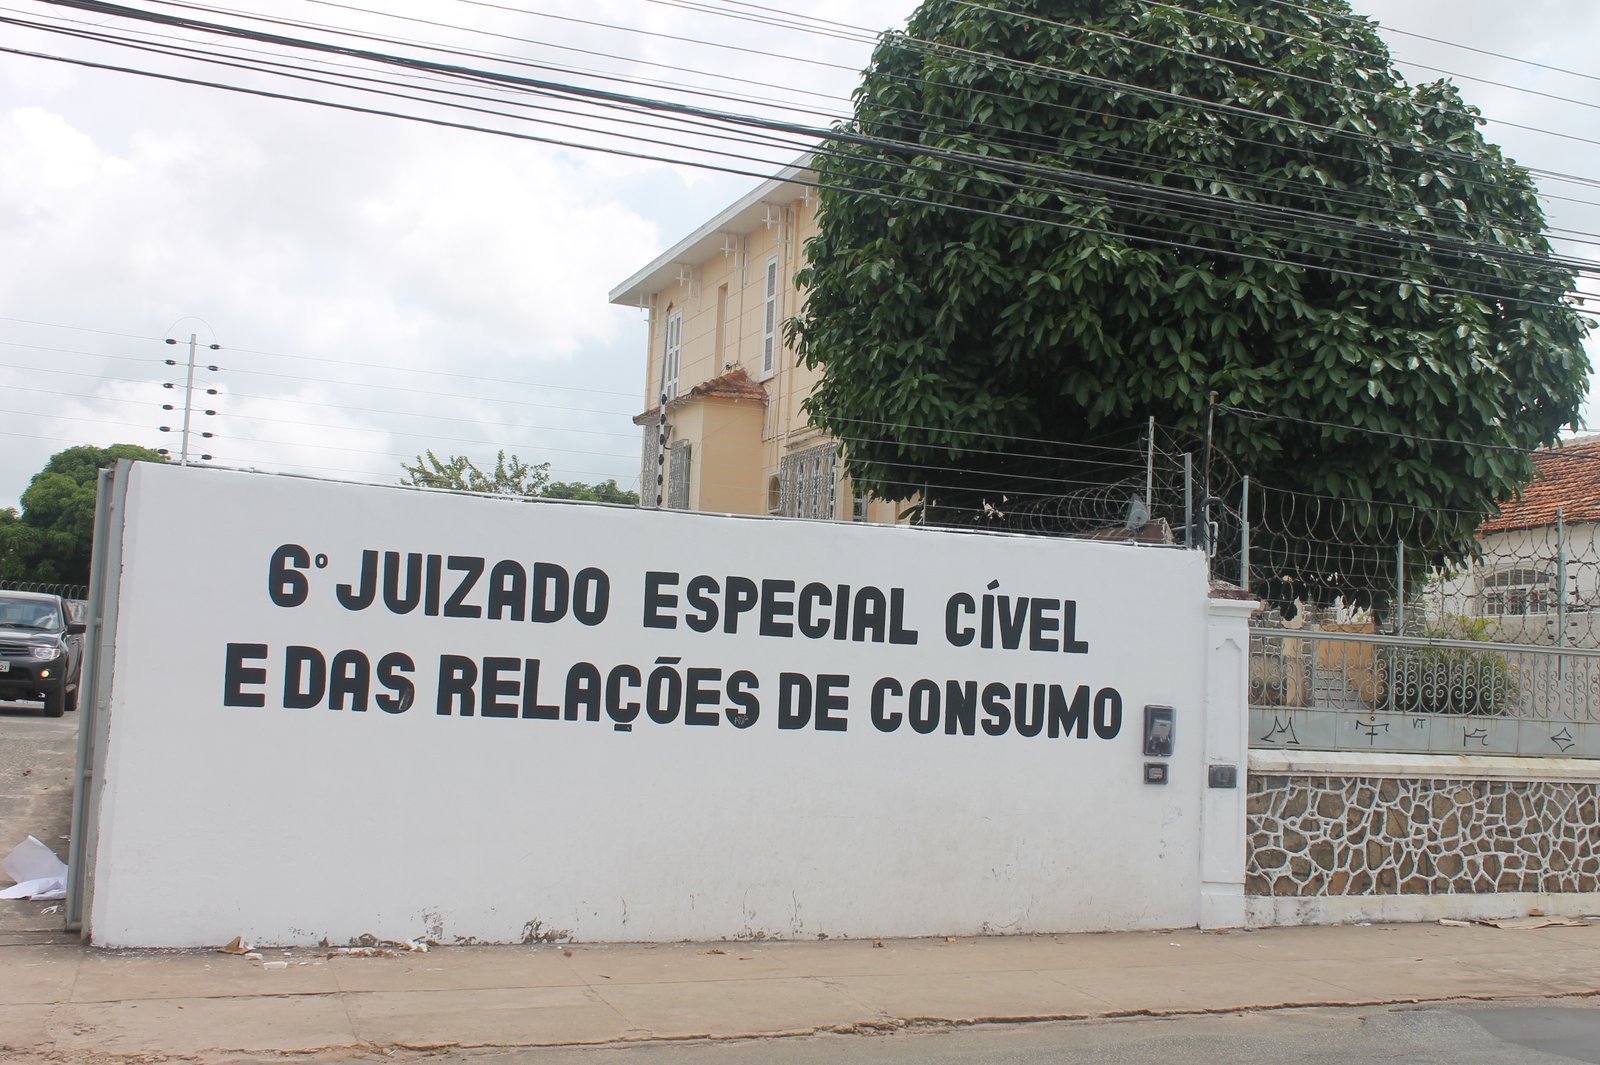 6º JUIZADO ESPECIAL CÍVEL
E DAS RELAÇÕES DE CONSUMO